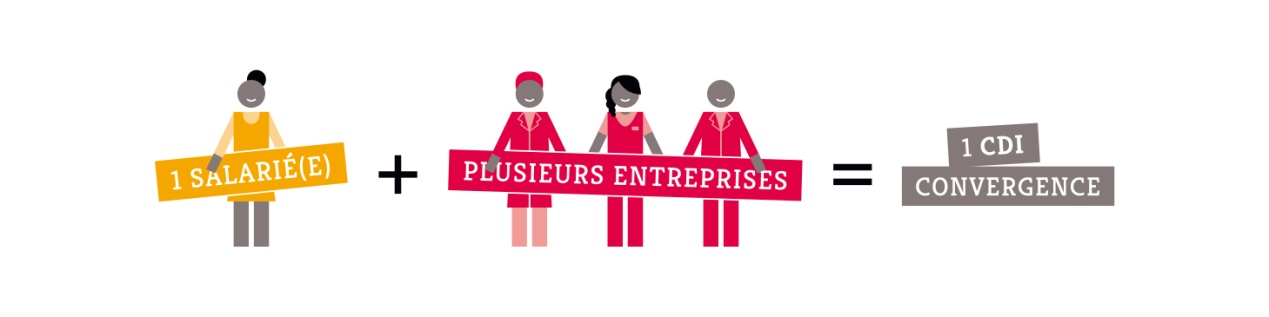 1 SALARIÉ(E)
+
PLUSIEURS ENTREPRISES
=
1 CDI
CONVERGENCE